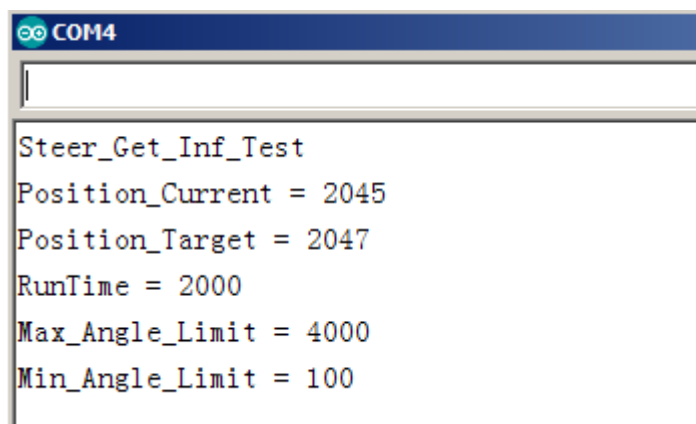 COM4
Steer_Get_Inf_Test
Position_Current = 2045
Position_Target = 2047
RunTime = 2000
Max_Angle_Limit = 4000
Min_Angle_Limit = 100